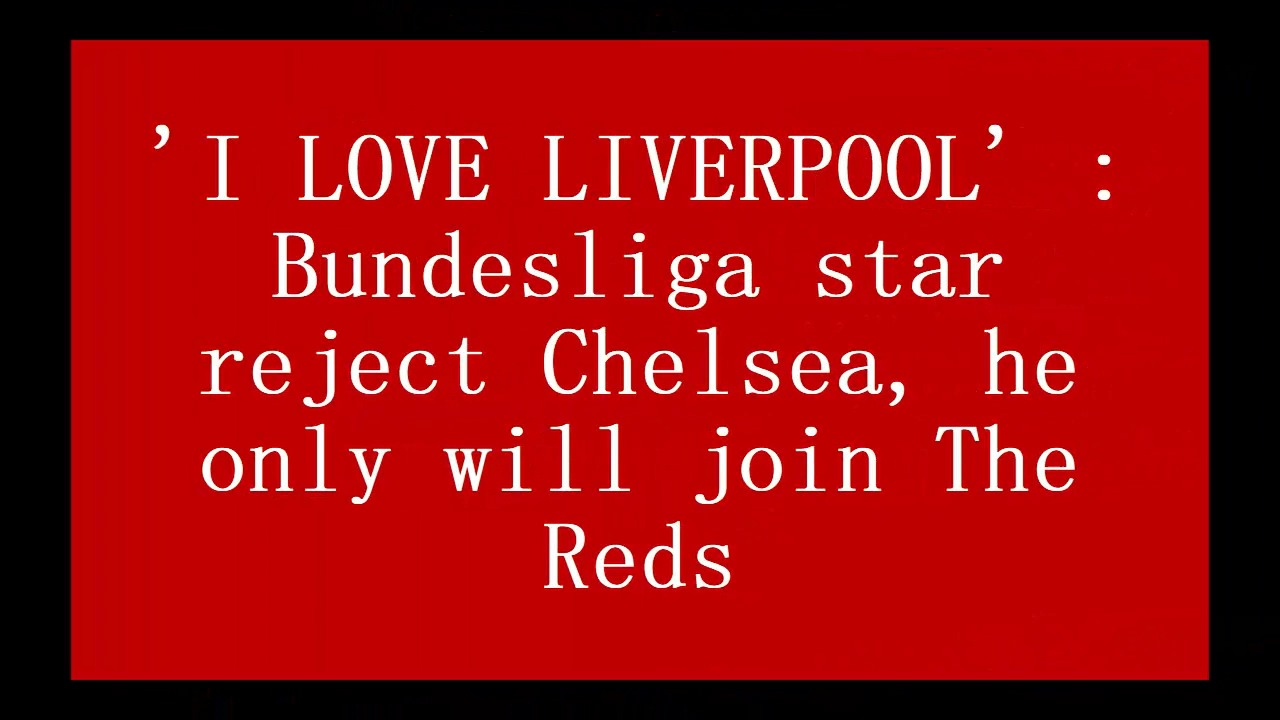 ’I LOVE LIVERPOOL’ :
Bundesliga star
reject Chelsea, he
only will join The
Reds